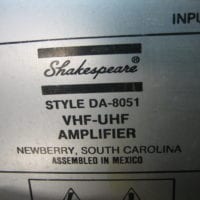 INPU
Shakespeare®
STYLE DA-8051
VHF-UHF
AMPLIFIER
NEWBERRY, SOUTH CAROLINA
ASSEMBLED IN MEXICO